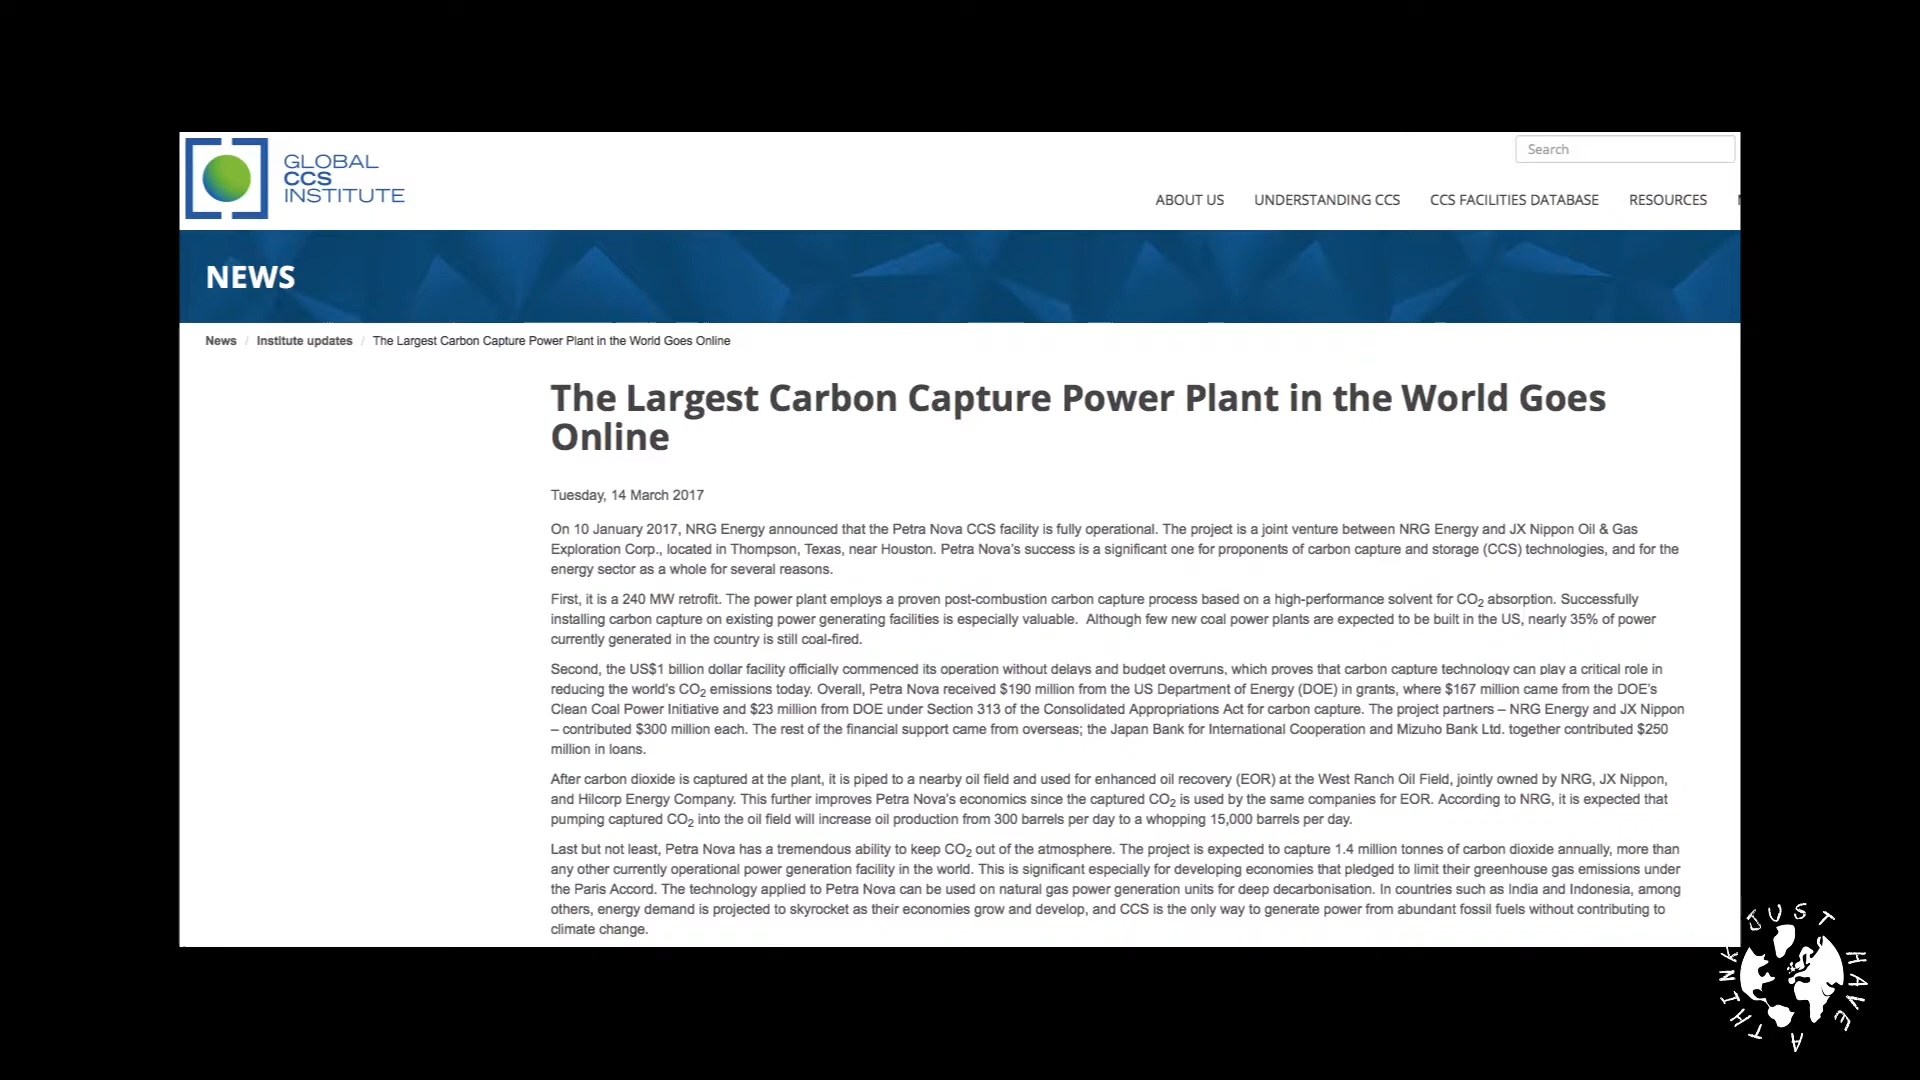 GLOBAL
CCS
INSTITUTE
Search
ABOUT US UNDERSTANDING CCS CCS FACILITIES DATABASE RESOURCES
NEWS
News / Institute updates / The Largest Carbon Capture Power Plant in the World Goes Online
The Largest Carbon Capture Power Plant in the World Goes
Online
Tuesday, 14 March 2017
On 10 January 2017, NRG Energy announced that the Petra Nova CCS facility is fully operational. The project is a joint venture between NRG Energy and JX Nippon Oil & Gas
Exploration Corp., located in Thompson, Texas, near Houston. Petra Nova's success is a significant one for proponents of carbon capture and storage (CCS) technologies, and for the
energy sector as a whole for several reasons.
First, it is a 240 MW retrofit. The power plant employs a proven post-combustion carbon capture process based on a high-performance solvent for CO2 absorption. Successfully
installing carbon capture on existing power generating facilities is especially valuable. Although few new coal power plants are expected to be built in the US, nearly 35% of power
currently generated in the country is still coal-fired.
Second, the US$1 billion dollar facility officially commenced its operation without delays and budget overruns, which proves that carbon capture technology can play a critical role in
reducing the world's CO2 emissions today. Overall, Petra Nova received $190 million from the US Department of Energy (DOE) in grants, where $167 million came from the DOE's
Clean Coal Power Initiative and $23 million from DOE under Section 313 of the Consolidated Appropriations Act for carbon capture. The project partners – NRG Energy and JX Nippon
– contributed $300 million each. The rest of the financial support came from overseas; the Japan Bank for International Cooperation and Mizuho Bank Ltd. together contributed $250
million in loans.
After carbon dioxide is captured at the plant, it is piped to a nearby oil field and used for enhanced oil recovery (EOR) at the West Ranch Oil Field, jointly owned by NRG, JX Nippon,
and Hilcorp Energy Company. This further improves Petra Nova's economics since the captured CO2 is used by the same companies for EOR. According to NRG, it is expected that
pumping captured CO2 into the oil field will increase oil production from 300 barrels per day to a whopping 15,000 barrels per day.
Last but not least, Petra Nova has a tremendous ability to keep CO2 out of the atmosphere. The project is expected to capture 1.4 million tonnes of carbon dioxide annually, more than
any other currently operational power generation facility in the world. This is significant especially for developing economies that pledged to limit their greenhouse gas emissions under
the Paris Accord. The technology applied to Petra Nova can be used on natural gas power generation units for deep decarbonisation. In countries such as India and Indonesia, among
others, energy demand is projected to skyrocket as their economies grow and develop, and CCS is the only way to generate power from abundant fossil fuels without contributing to
climate change.
JUST HAVE A THINK